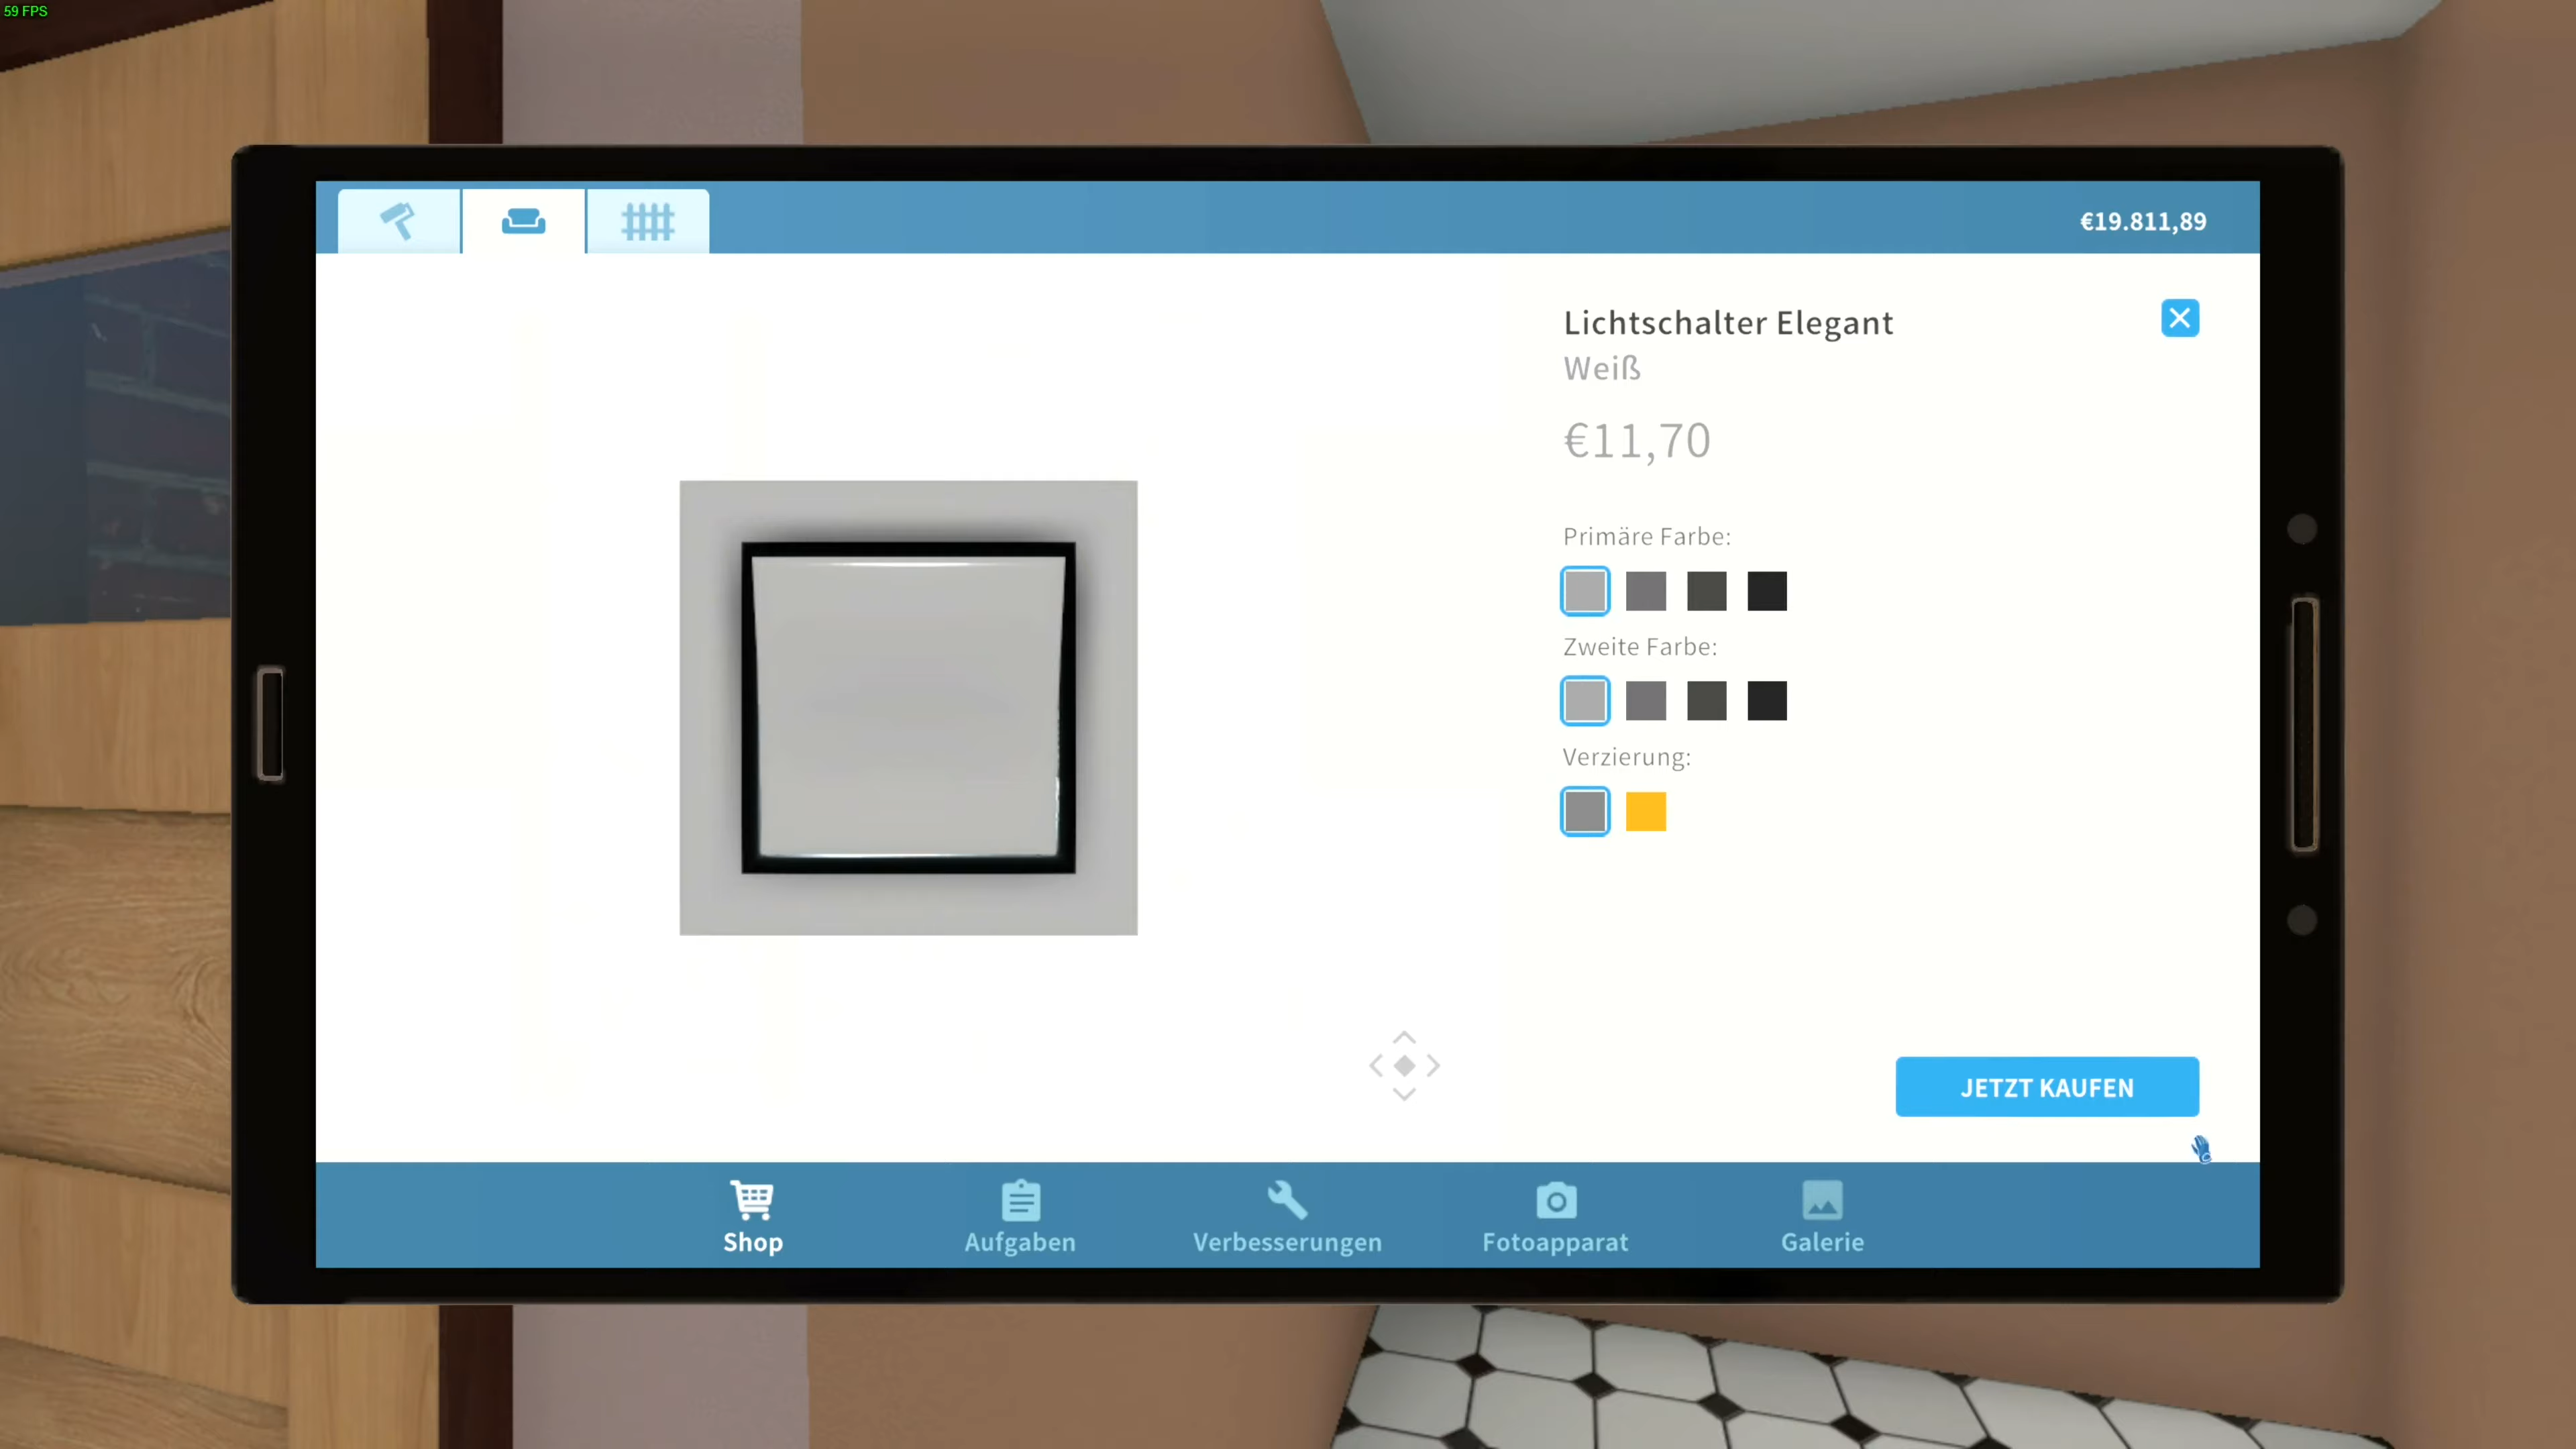 59 FPS
€19.811,89
Lichtschalter Elegant
Weiß
€11,70
Primäre Farbe:
Zweite Farbe:
Verzierung:
JETZT KAUFEN
Shop
Aufgaben
Verbesserungen
Fotoapparat
Galerie